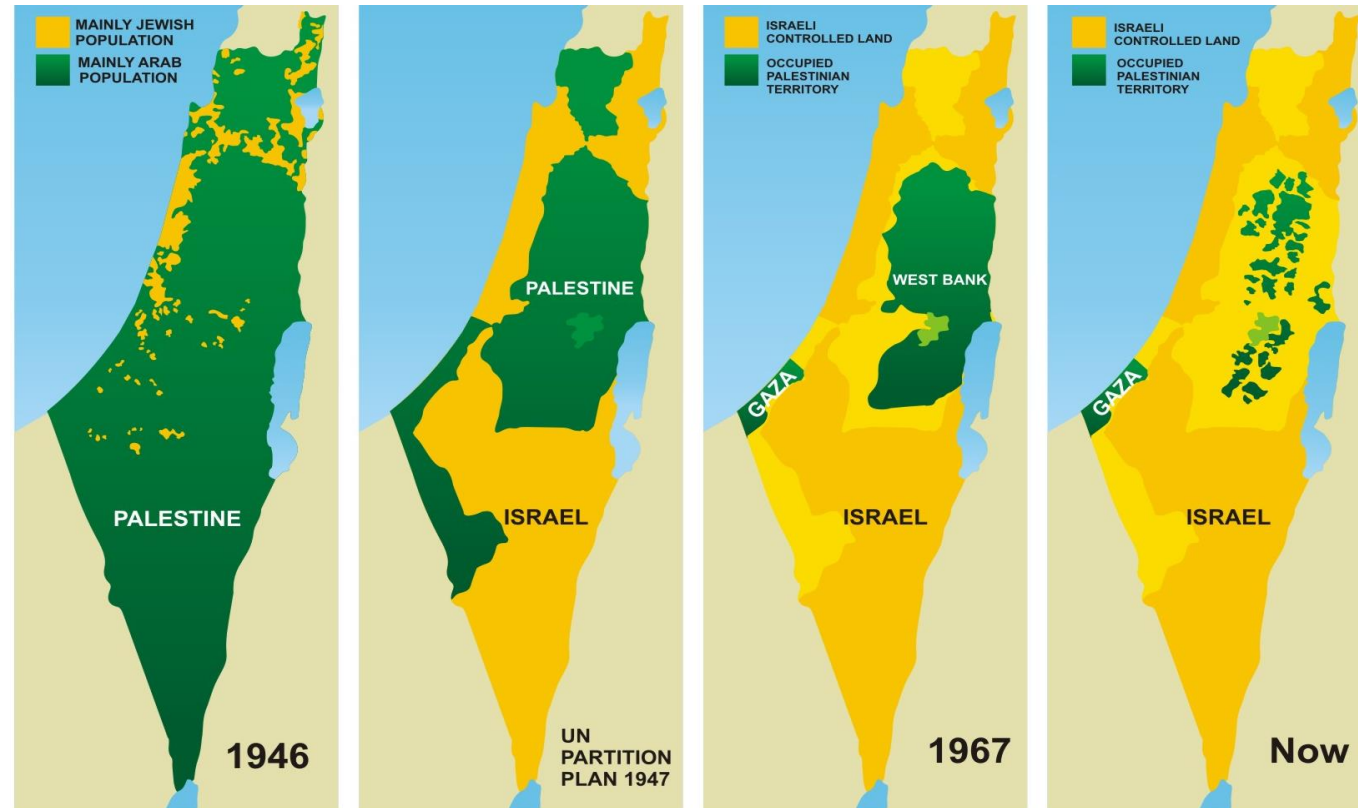 MAINLY JEWISH
POPULATION
MAINLY ARAB
POPULATION
PALESTINE
1946
PALESTINE
ISRAEL
UN
PARTITION
PLAN 1947
ISRAELI
CONTROLLED LAND
OCCUPIED
PALESTINIAN
TERRITORY
WEST BANK
GAZA
ISRAEL
1967
ISRAELI
CONTROLLED LAND
OCCUPIED
PALESTINIAN
TERRITORY
GAZA
ISRAEL
Now